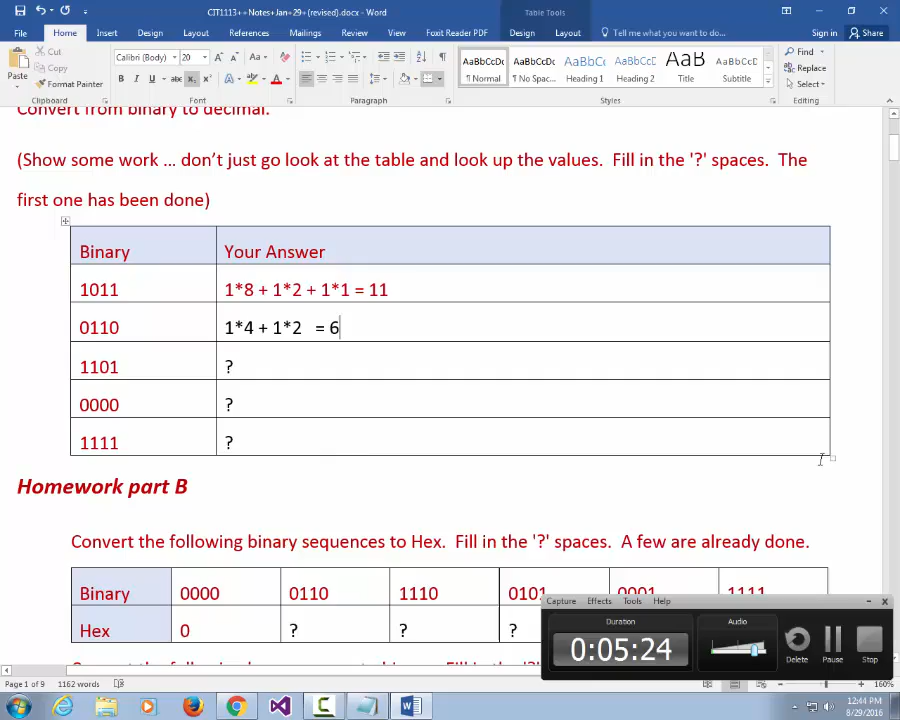 CIT1113++Notes+Jan+29+(revised).docx - Word
Table Tools
File Home Insert Design Layout References Mailings Review View Foxit Reader PDF Design Layout Tell me what you want to do... Sign in Share
Paste
Cut
Copy
Format Painter
Clipboard
Calibri (Body) 20
Font
Paragraph
AaBbCcDc AaBbCcDc AaBbCc AaBbCcD AaB AaBbCcD
¶ Normal ¶ No Spac... Heading 1 Heading 2 Title Subtitle
Styles
Find
Replace
Select
Editing
Convert from binary to decimal.
(Show some work … don't just go look at the table and look up the values. Fill in the '?' spaces. The
first one has been done)
Binary Your Answer
1011 1*8 + 1*2 + 1*1 = 11
0110 1*4 + 1*2 = 6
1101 ?
0000 ?
1111 ?
Homework part B
Convert the following binary sequences to Hex. Fill in the '?' spaces. A few are already done.
Binary 0000 0110 1110 0101 0001 1111
Hex 0 ? ? ?
Capture Effects Tools Help
Duration
0:05:24
Audio
Delete Pause Stop
Page 1 of 9 1162 words
160%
12:44 PM
8/29/2016